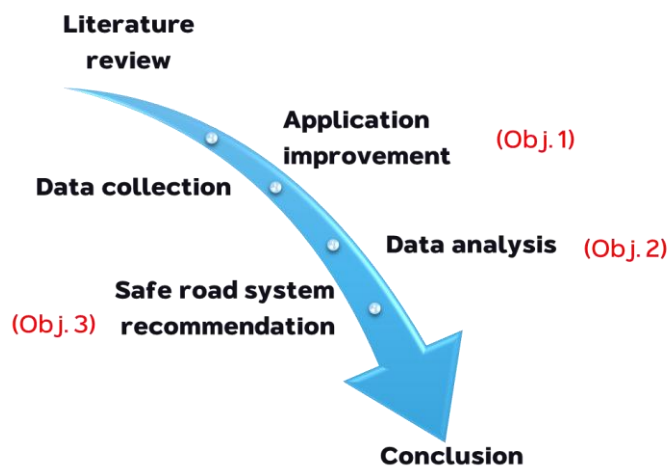 Literature
review
Application
improvement
(Obj. 1)
Data collection
Data analysis
(Obj. 2)
Safe road system
recommendation
(Obj. 3)
Conclusion